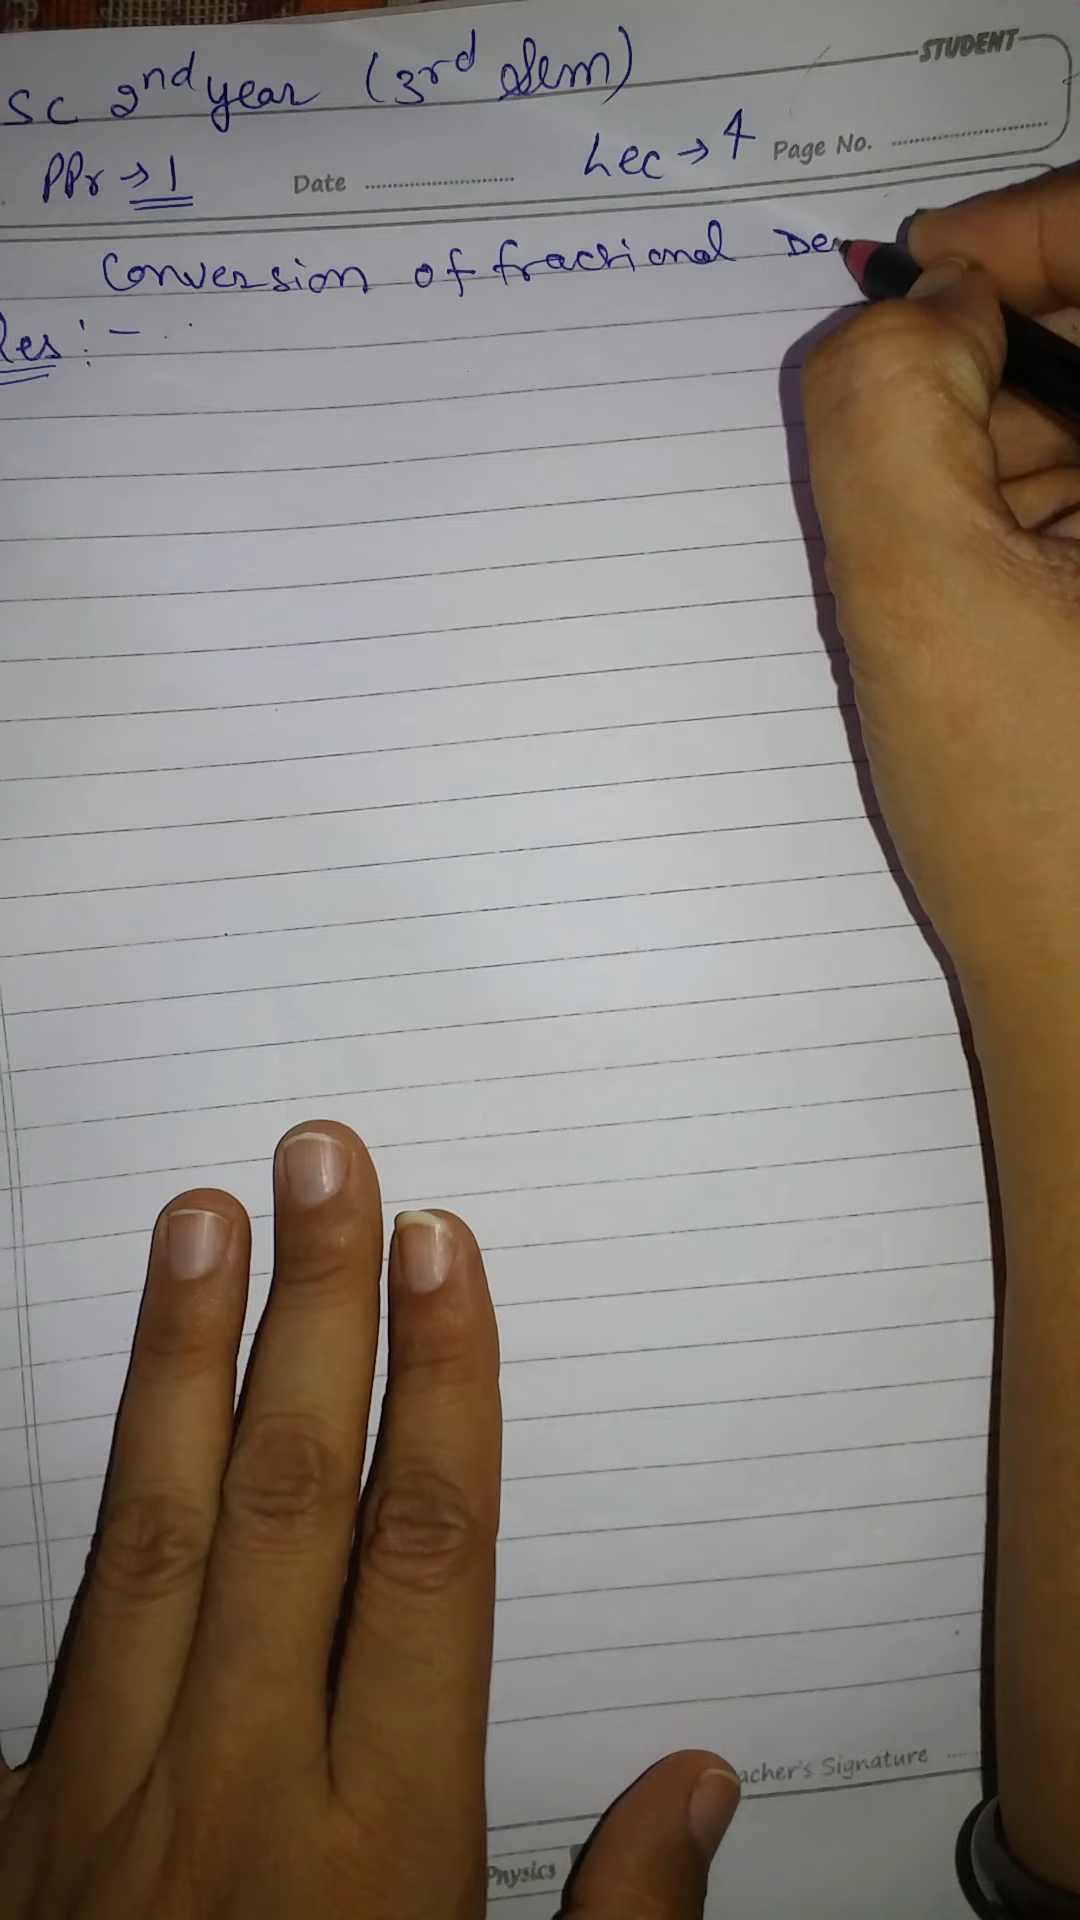 SC 2nd year (3rd Sem)
STUDENT
PPr → 1
Date
Lec → 4
Page No.
Conversion of fractional De
les :-
acher's Signature
Physics